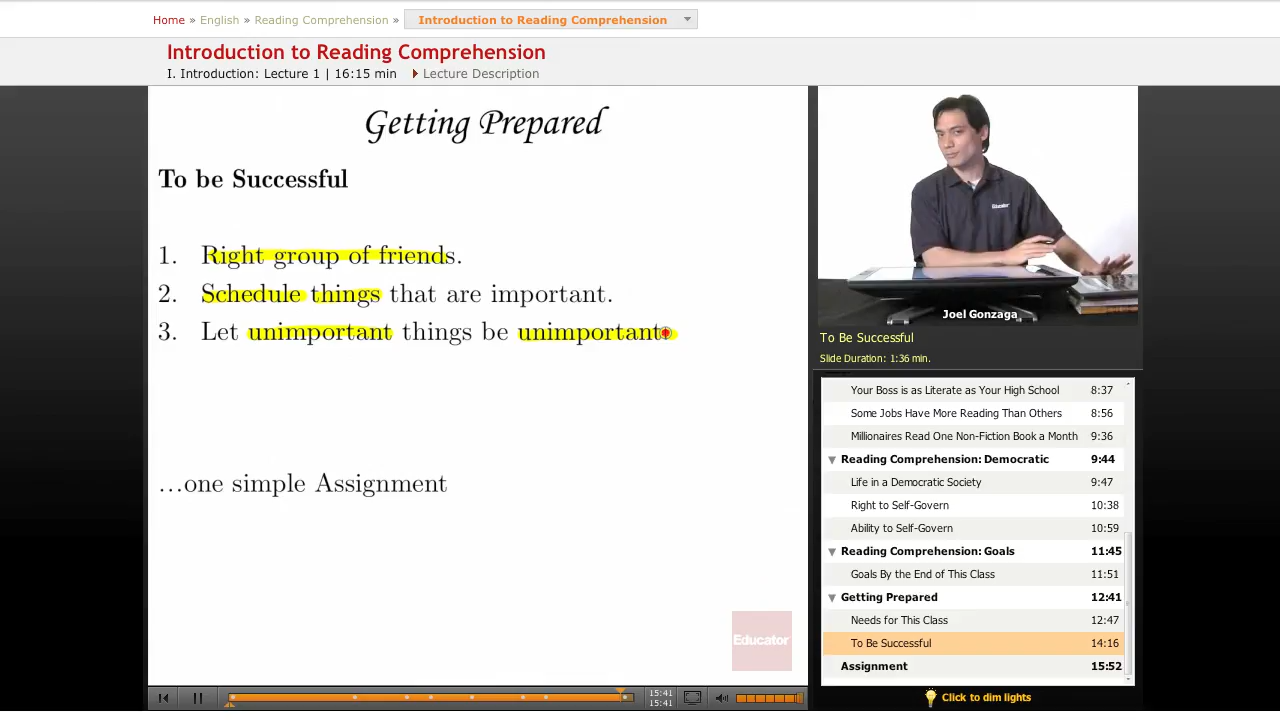 Home » English » Reading Comprehension » Introduction to Reading Comprehension
Introduction to Reading Comprehension
I. Introduction: Lecture 1 | 16:15 min Lecture Description
Getting Prepared
To be Successful
1. Right group of friends.
2. Schedule things that are important.
3. Let unimportant things be unimportant.
...one simple Assignment
Educator
Educator
Joel Gonzaga
To Be Successful
Slide Duration: 1:36 min.
Your Boss is as Literate as Your High School 8:37
Some Jobs Have More Reading Than Others 8:56
Millionaires Read One Non-Fiction Book a Month 9:36
Reading Comprehension: Democratic 9:44
Life in a Democratic Society 9:47
Right to Self-Govern 10:38
Ability to Self-Govern 10:59
Reading Comprehension: Goals 11:45
Goals By the End of This Class 11:51
Getting Prepared 12:41
Needs for This Class 12:47
To Be Successful 14:16
Assignment 15:52
15:41
15:41
Click to dim lights